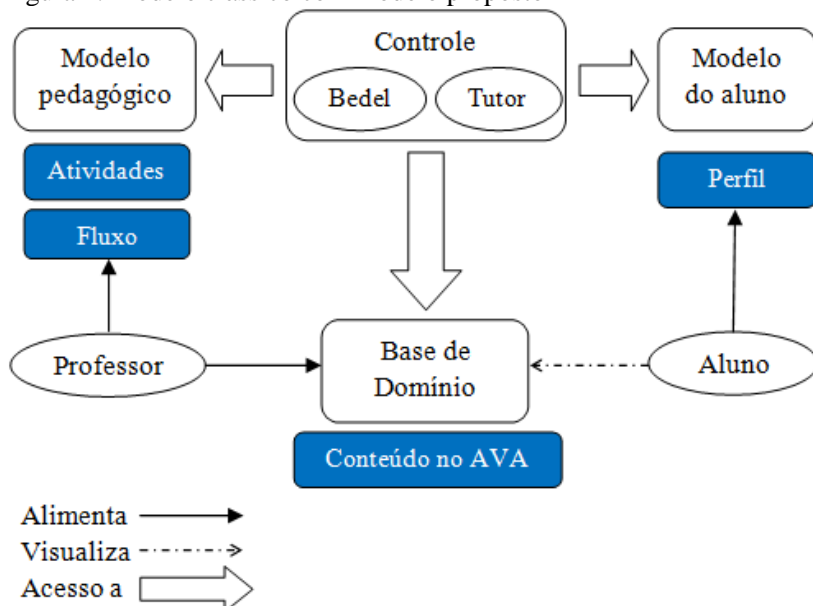 Controle
Modelo
pedagógico
Bedel
Tutor
Modelo
do aluno
Atividades
Perfil
Fluxo
Professor
Base de
Domínio
Aluno
Conteúdo no AVA
Alimenta
Visualiza
Acesso a